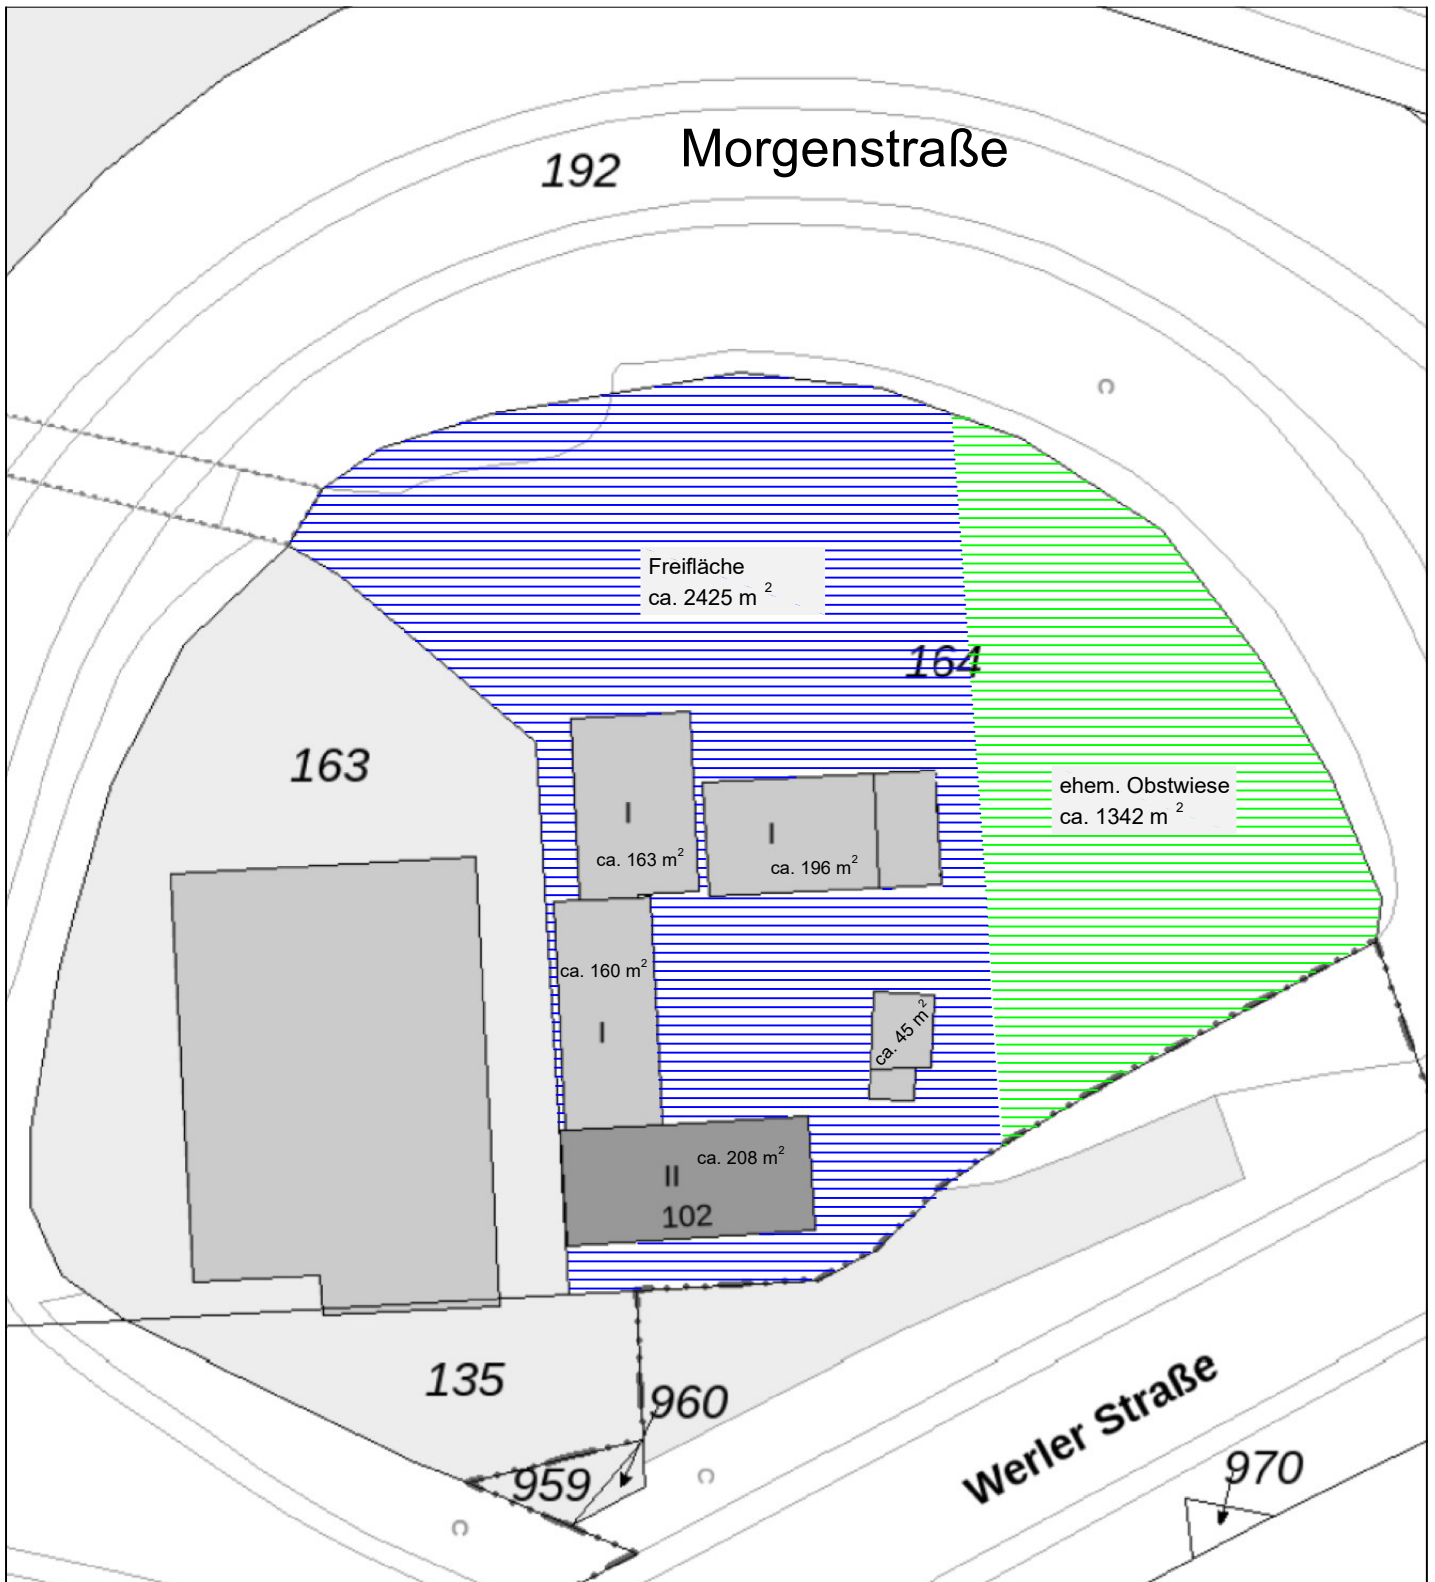 Morgenstraße
192
Freifläche
ca. 2425 m ²
164
163
ehem. Obstwiese
ca. 1342 m ²
I
ca. 163 m²
I
ca. 196 m²
ca. 160 m²
I
ca. 45 m ²
ca. 208 m²
II
102
135
960
959
Werler Straße
970